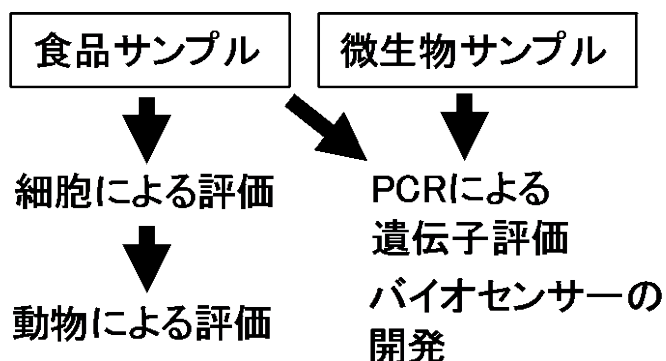 食品サンプル
微生物サンプル
細胞による評価
動物による評価
PCRによる
遺伝子評価
バイオセンサーの
開発